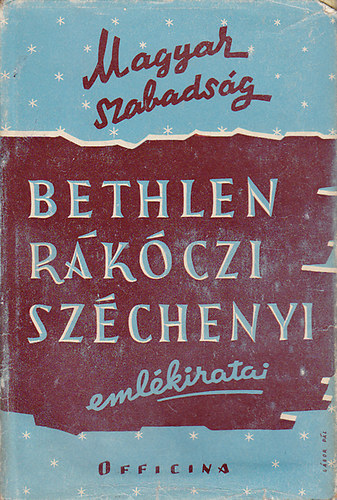 Magyar
szabadság
BETHLEN
RÁKÓCZI
SZÉCHENYI
emlékiratai
OFFICINA